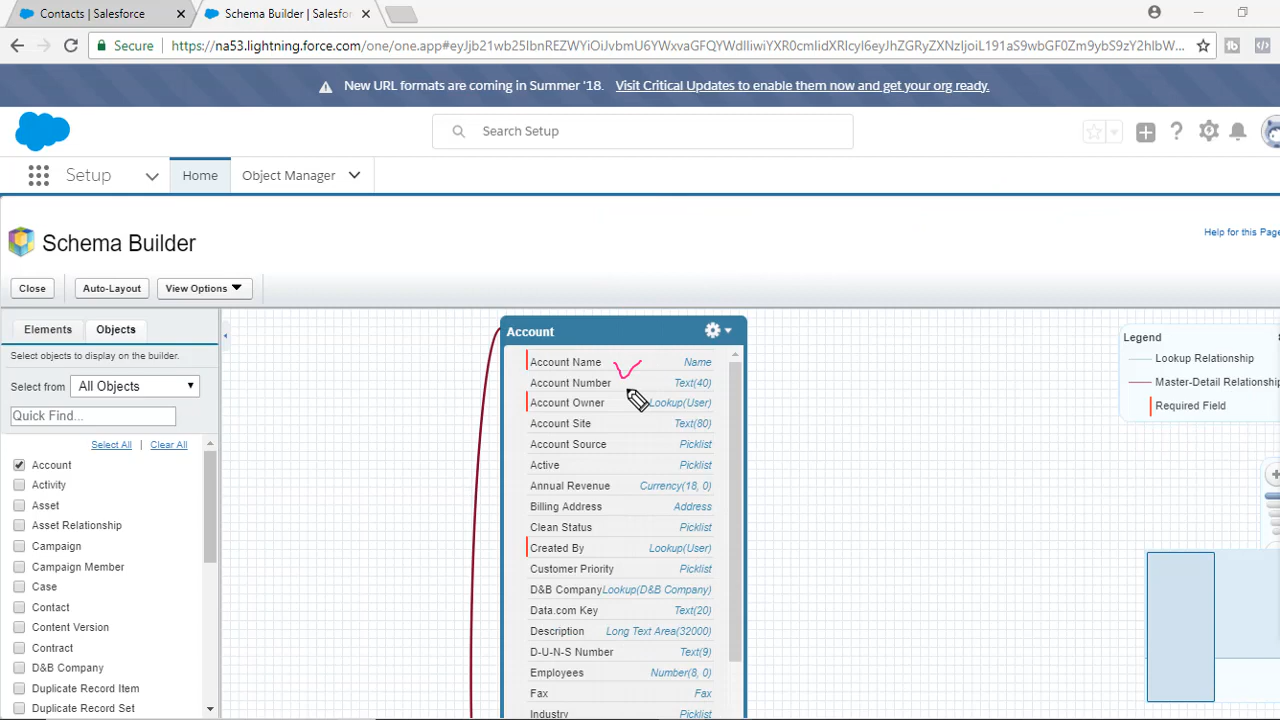 Contacts | Salesforce
Schema Builder | Salesfor
Secure
https://na53.lightning.force.com/one/one.app#eyJjb21wb25lbnREZWYiOiJvbmU6YWxvaGFQYWdlIiwiYXR0cmlidXRlcyI6eyJhZGRyZXNzIjoiL191aS9wbGF0Zm9ybS9zY2hlbW...
New URL formats are coming in Summer '18. Visit Critical Updates to enable them now and get your org ready.
Search Setup
Setup
Home
Object Manager
Schema Builder
Help for this Page
Close
Auto-Layout
View Options
Elements
Objects
Select objects to display on the builder.
Select from
All Objects
Quick Find...
Select All | Clear All
Account
Activity
Asset
Asset Relationship
Campaign
Campaign Member
Case
Contact
Content Version
Contract
D&B Company
Duplicate Record Item
Duplicate Record Set
Account
Account Name Name
Account Number Text(40)
Account Owner Lookup(User)
Account Site Text(80)
Account Source Picklist
Active Picklist
Annual Revenue Currency(18, 0)
Billing Address Address
Clean Status Picklist
Created By Lookup(User)
Customer Priority Picklist
D&B Company Lookup(D&B Company)
Data.com Key Text(20)
Description Long Text Area(32000)
D-U-N-S Number Text(9)
Employees Number(8, 0)
Fax Fax
Industry Picklist
Legend
Lookup Relationship
Master-Detail Relationship
Required Field